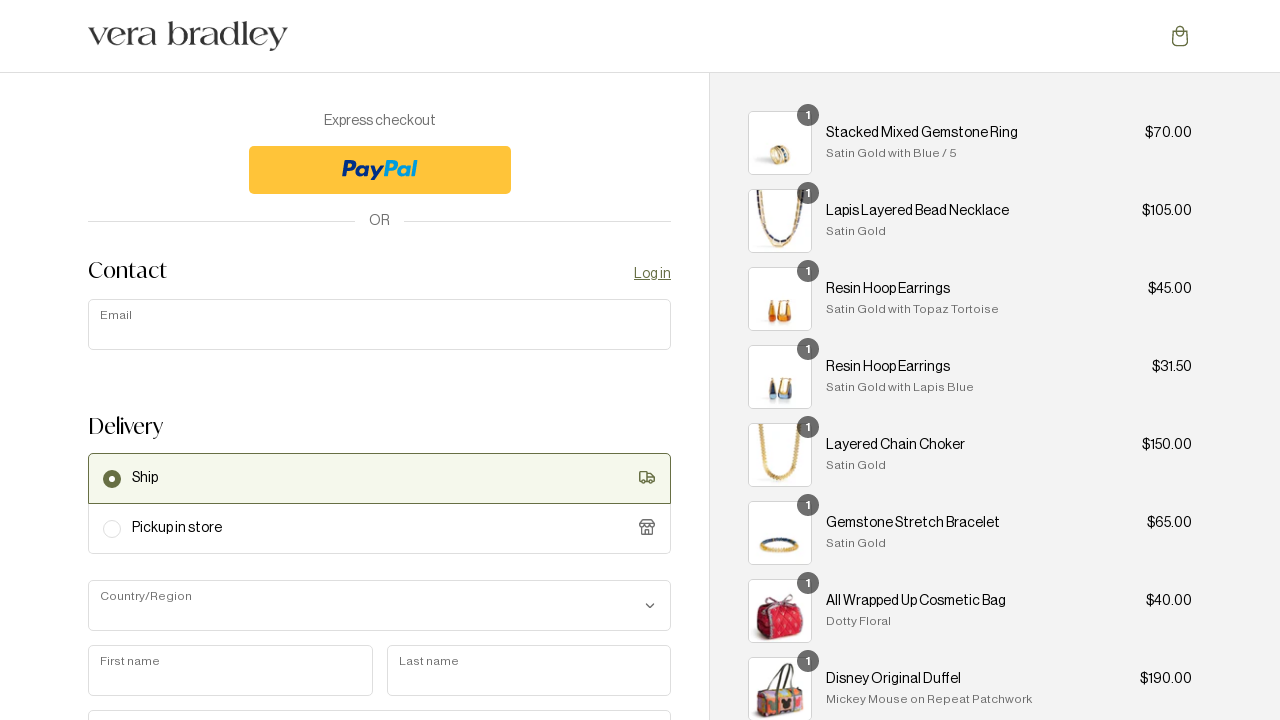 vera bradley
Express checkout
PayPal
OR
Contact
Log in
Email
Delivery
Ship
Pickup in store
Country/Region
First name
Last name
1
Stacked Mixed Gemstone Ring
$70.00
Satin Gold with Blue / 5
1
Lapis Layered Bead Necklace
$105.00
Satin Gold
1
Resin Hoop Earrings
$45.00
Satin Gold with Topaz Tortoise
1
Resin Hoop Earrings
$31.50
Satin Gold with Lapis Blue
1
Layered Chain Choker
$150.00
Satin Gold
1
Gemstone Stretch Bracelet
$65.00
Satin Gold
1
All Wrapped Up Cosmetic Bag
$40.00
Dotty Floral
1
Disney Original Duffel
$190.00
Mickey Mouse on Repeat Patchwork